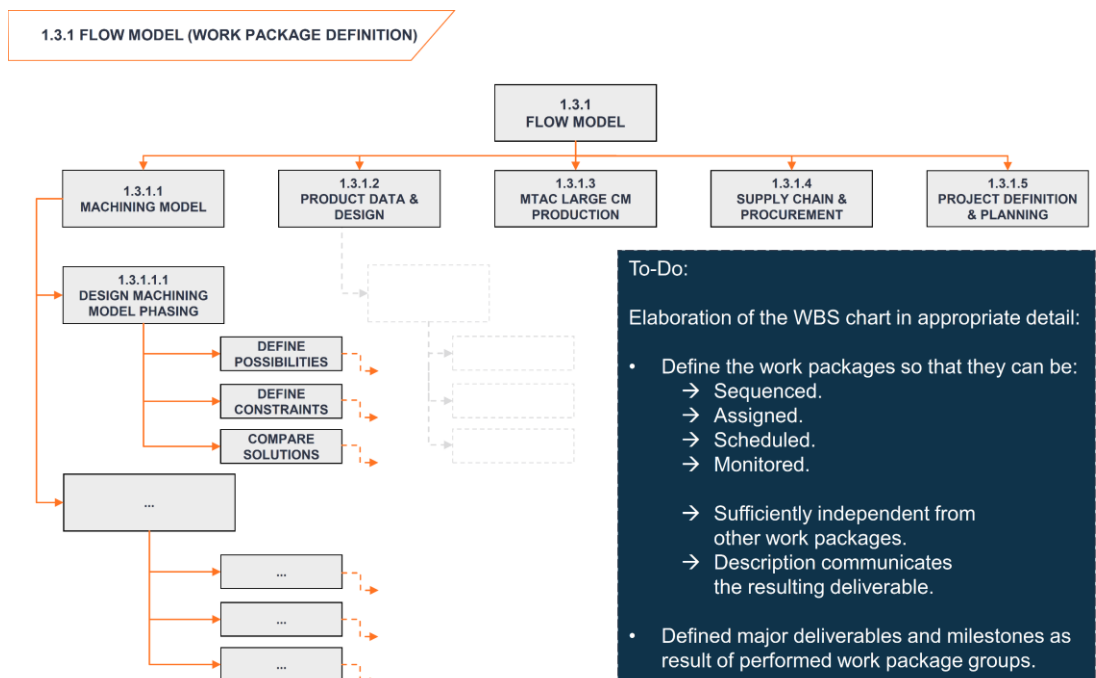 1.3.1 FLOW MODEL (WORK PACKAGE DEFINITION)
1.3.1
FLOW MODEL
1.3.1.1
MACHINING MODEL
1.3.1.2
PRODUCT DATA &
DESIGN
1.3.1.3
MTAC LARGE CM
PRODUCTION
1.3.1.4
SUPPLY CHAIN &
PROCUREMENT
1.3.1.5
PROJECT DEFINITION
& PLANNING
1.3.1.1.1
DESIGN MACHINING
MODEL PHASING
DEFINE
POSSIBILITIES
DEFINE
CONSTRAINTS
COMPARE
SOLUTIONS
...
...
...
...
To-Do:
Elaboration of the WBS chart in appropriate detail:
• Define the work packages so that they can be:
→ Sequenced.
→ Assigned.
→ Scheduled.
→ Monitored.
→ Sufficiently independent from
other work packages.
→ Description communicates
the resulting deliverable.
• Defined major deliverables and milestones as
result of performed work package groups.